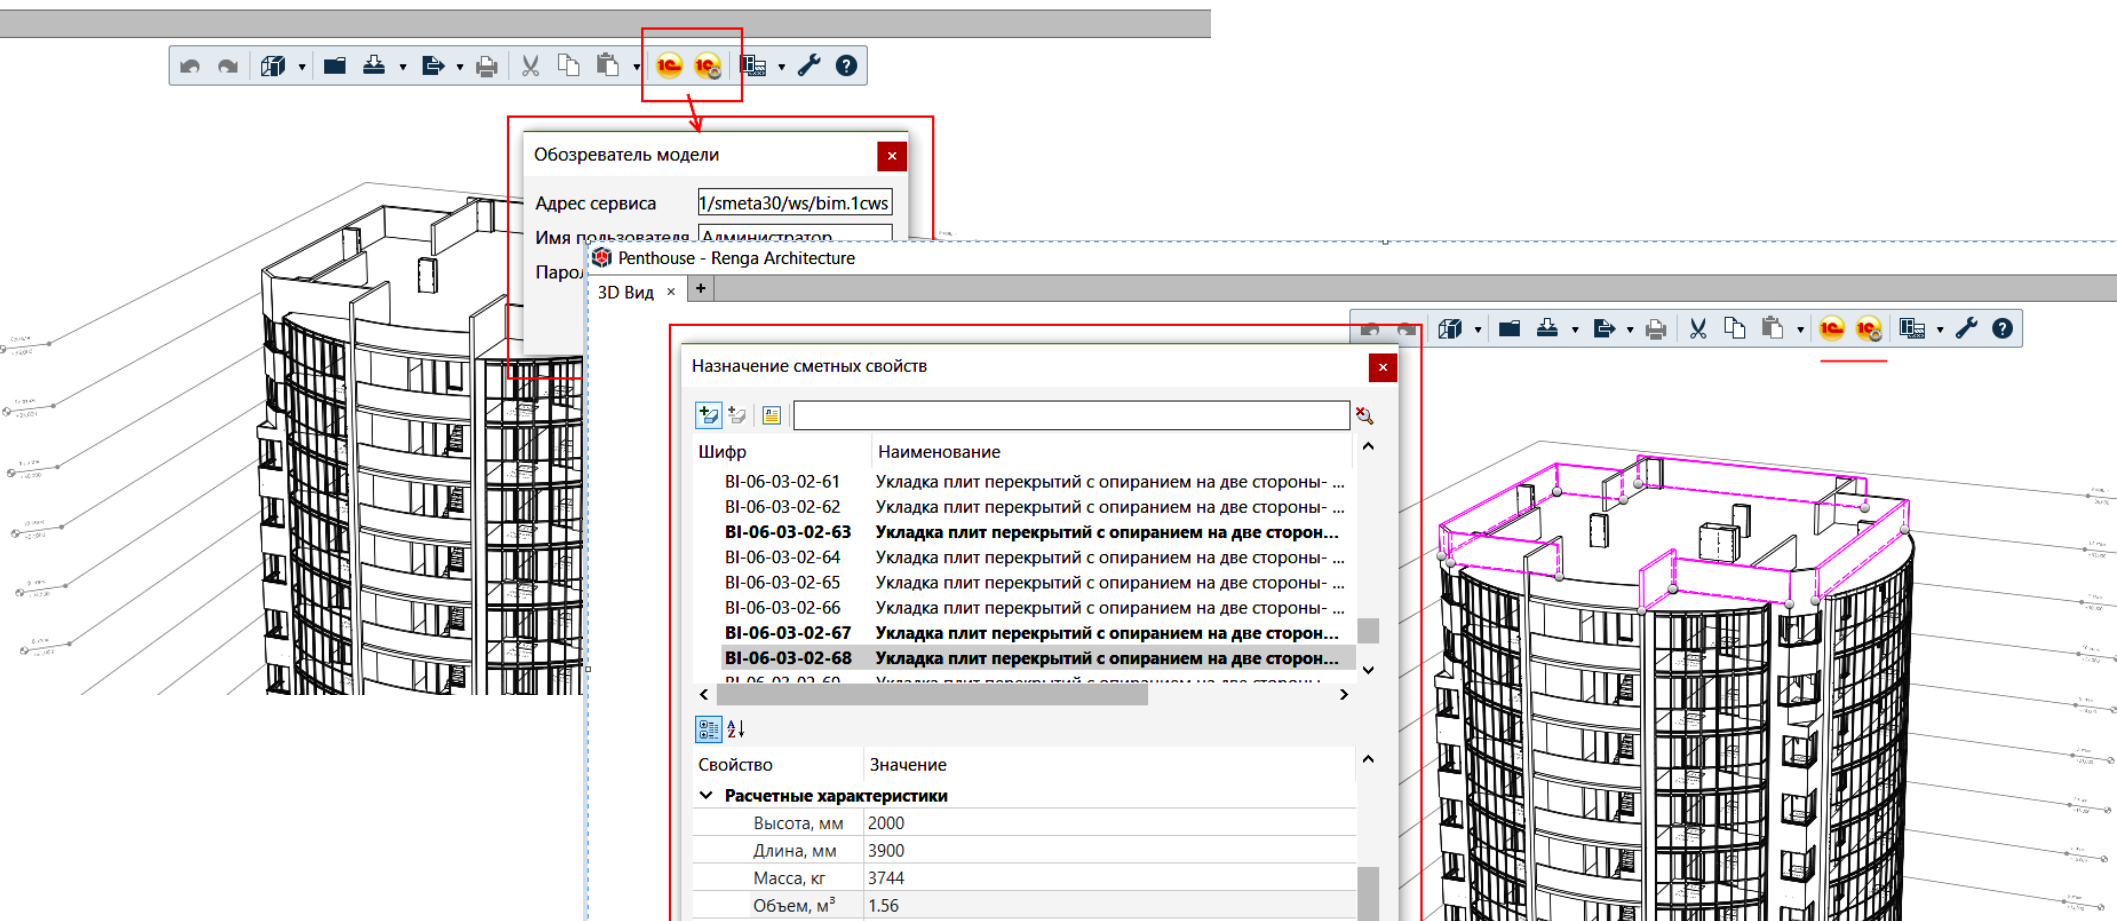 Обозреватель модели
Адрес сервиса 1/smeta30/ws/bim.1cws
Имя пользователя Администратор
Penthouse - Renga Architecture
3D Вид
Назначение сметных свойств
Шифр Наименование
BI-06-03-02-61 Укладка плит перекрытий с опиранием на две стороны- ...
BI-06-03-02-62 Укладка плит перекрытий с опиранием на две стороны- ...
BI-06-03-02-63 Укладка плит перекрытий с опиранием на две сторон...
BI-06-03-02-64 Укладка плит перекрытий с опиранием на две стороны- ...
BI-06-03-02-65 Укладка плит перекрытий с опиранием на две стороны- ...
BI-06-03-02-66 Укладка плит перекрытий с опиранием на две стороны- ...
BI-06-03-02-67 Укладка плит перекрытий с опиранием на две сторон...
BI-06-03-02-68 Укладка плит перекрытий с опиранием на две сторон...
Свойство Значение
Расчетные характеристики
Высота, мм 2000
Длина, мм 3900
Масса, кг 3744
Объем, м³ 1.56